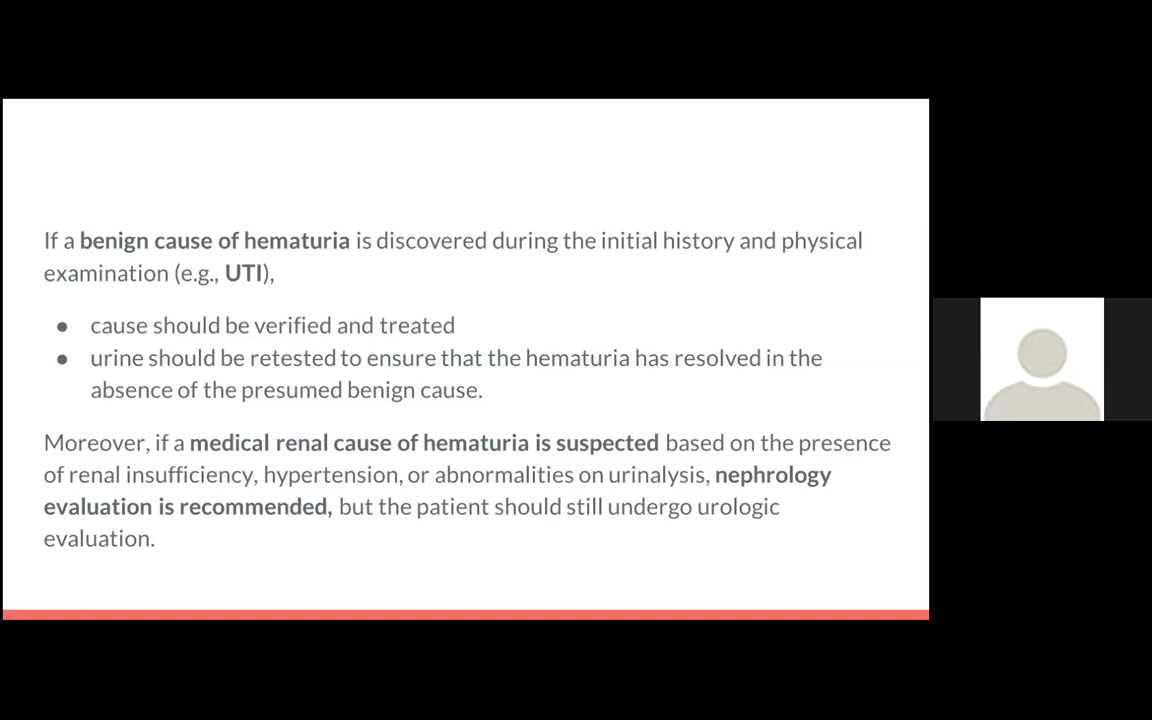 If a benign cause of hematuria is discovered during the initial history and physical
examination (e.g., UTI),
● cause should be verified and treated
● urine should be retested to ensure that the hematuria has resolved in the
absence of the presumed benign cause.
Moreover, if a medical renal cause of hematuria is suspected based on the presence
of renal insufficiency, hypertension, or abnormalities on urinalysis, nephrology
evaluation is recommended, but the patient should still undergo urologic
evaluation.